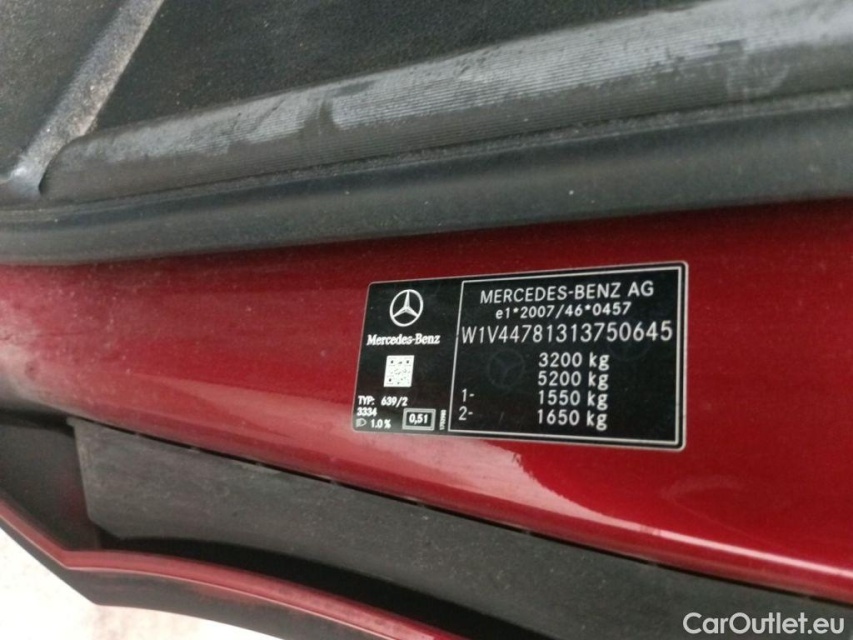 Mercedes-Benz
TYP: 639/2
3334
1.0%
0,51
MERCEDES-BENZ AG
e1*2007/46*0457
W1V44781313750645
3200 kg
5200 kg
1- 1550 kg
2- 1650 kg
CarOutlet.eu